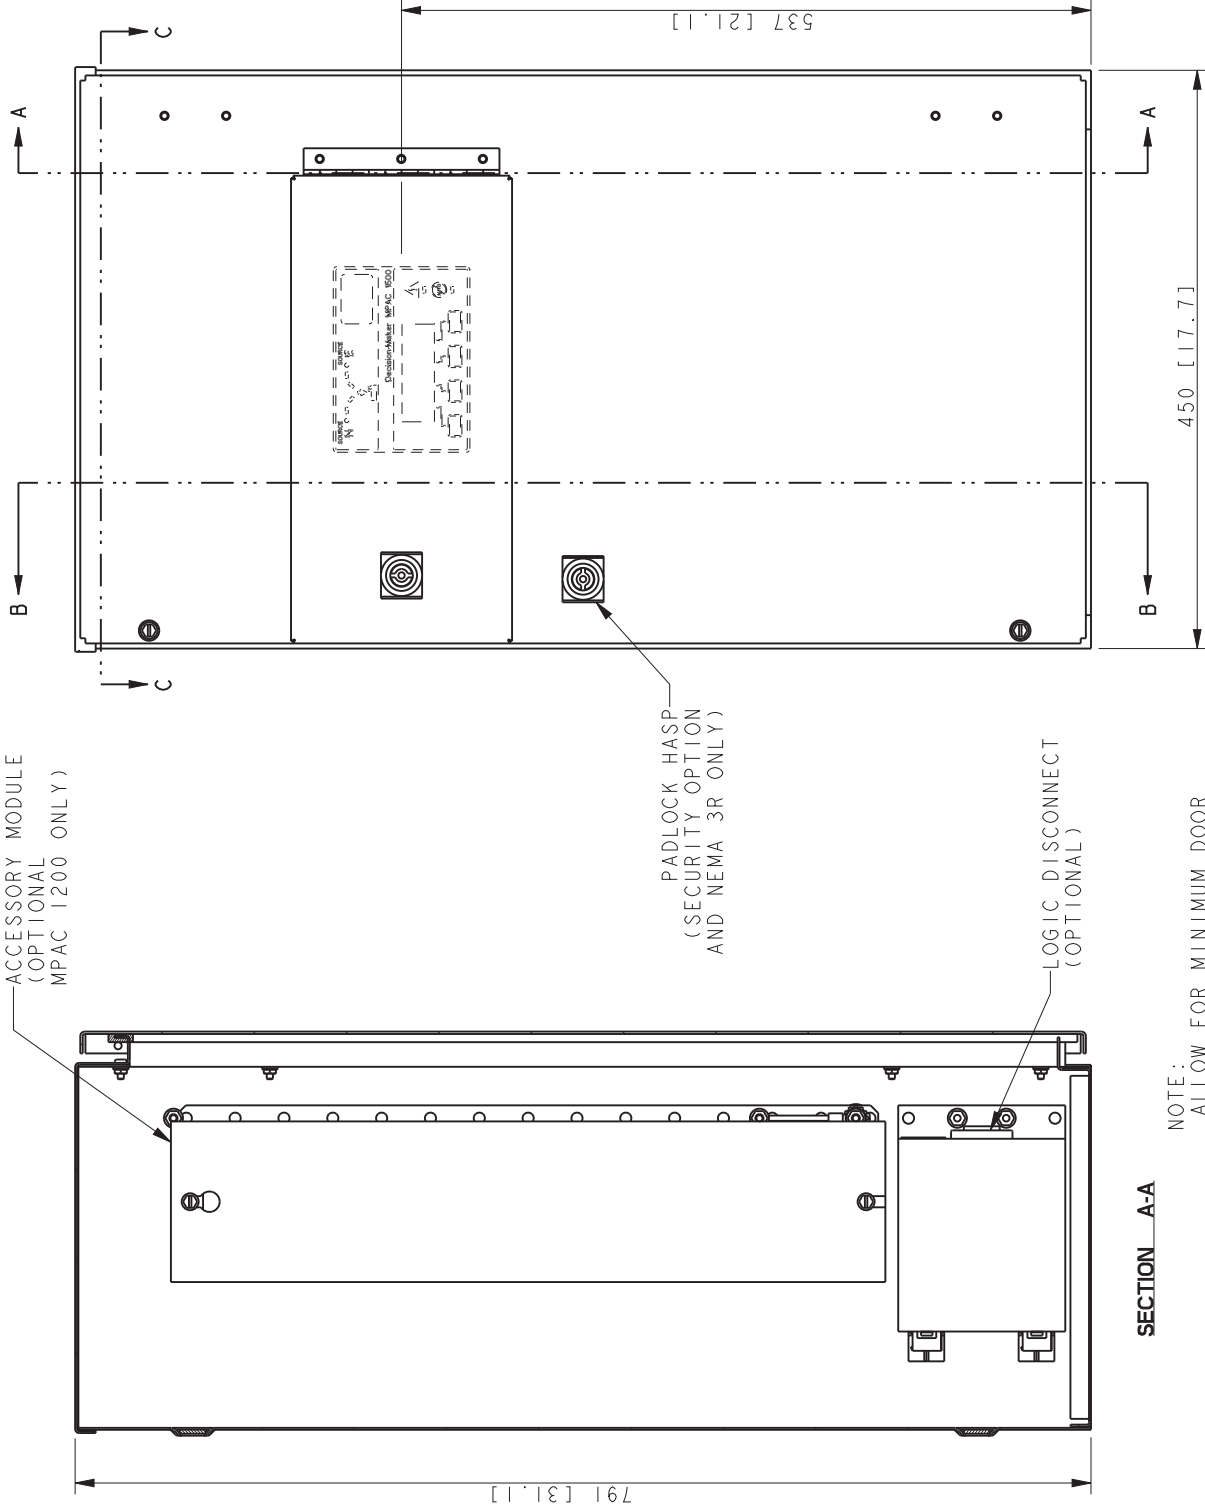 ACCESSORY MODULE
(OPTIONAL
MPAC 1200 ONLY)
C
C
B
B
A
A
537 [21.1]
SOURCE
SOURCE
Decision-Maker MPAC 1500
PADLOCK HASP
(SECURITY OPTION
AND NEMA 3R ONLY)
450 [17.7]
LOGIC DISCONNECT
(OPTIONAL)
791 [31.1]
SECTION A-A
NOTE:
ALLOW FOR MINIMUM DOOR